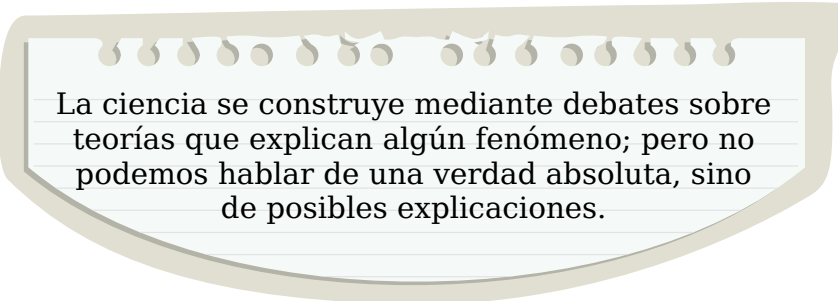 La ciencia se construye mediante debates sobre
teorías que explican algún fenómeno; pero no
podemos hablar de una verdad absoluta, sino
de posibles explicaciones.